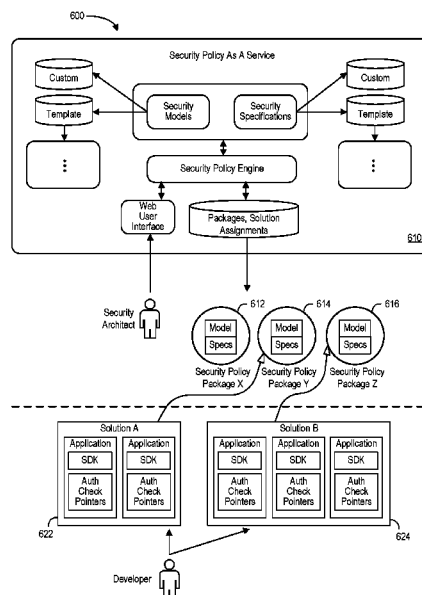 600
Security Policy As A Service
Custom
Template
Security
Models
Security
Specifications
Custom
Template
Security Policy Engine
Web
User
Interface
Packages, Solution
Assignments
610
Security
Architect
612
614
616
Model
Specs
Model
Specs
Model
Specs
Security Policy
Package X
Security Policy
Package Y
Security Policy
Package Z
Solution A
Application
SDK
Auth
Check
Pointers
Application
SDK
Auth
Check
Pointers
622
Solution B
Application
SDK
Auth
Check
Pointers
Application
SDK
Auth
Check
Pointers
Application
SDK
Auth
Check
Pointers
624
Developer